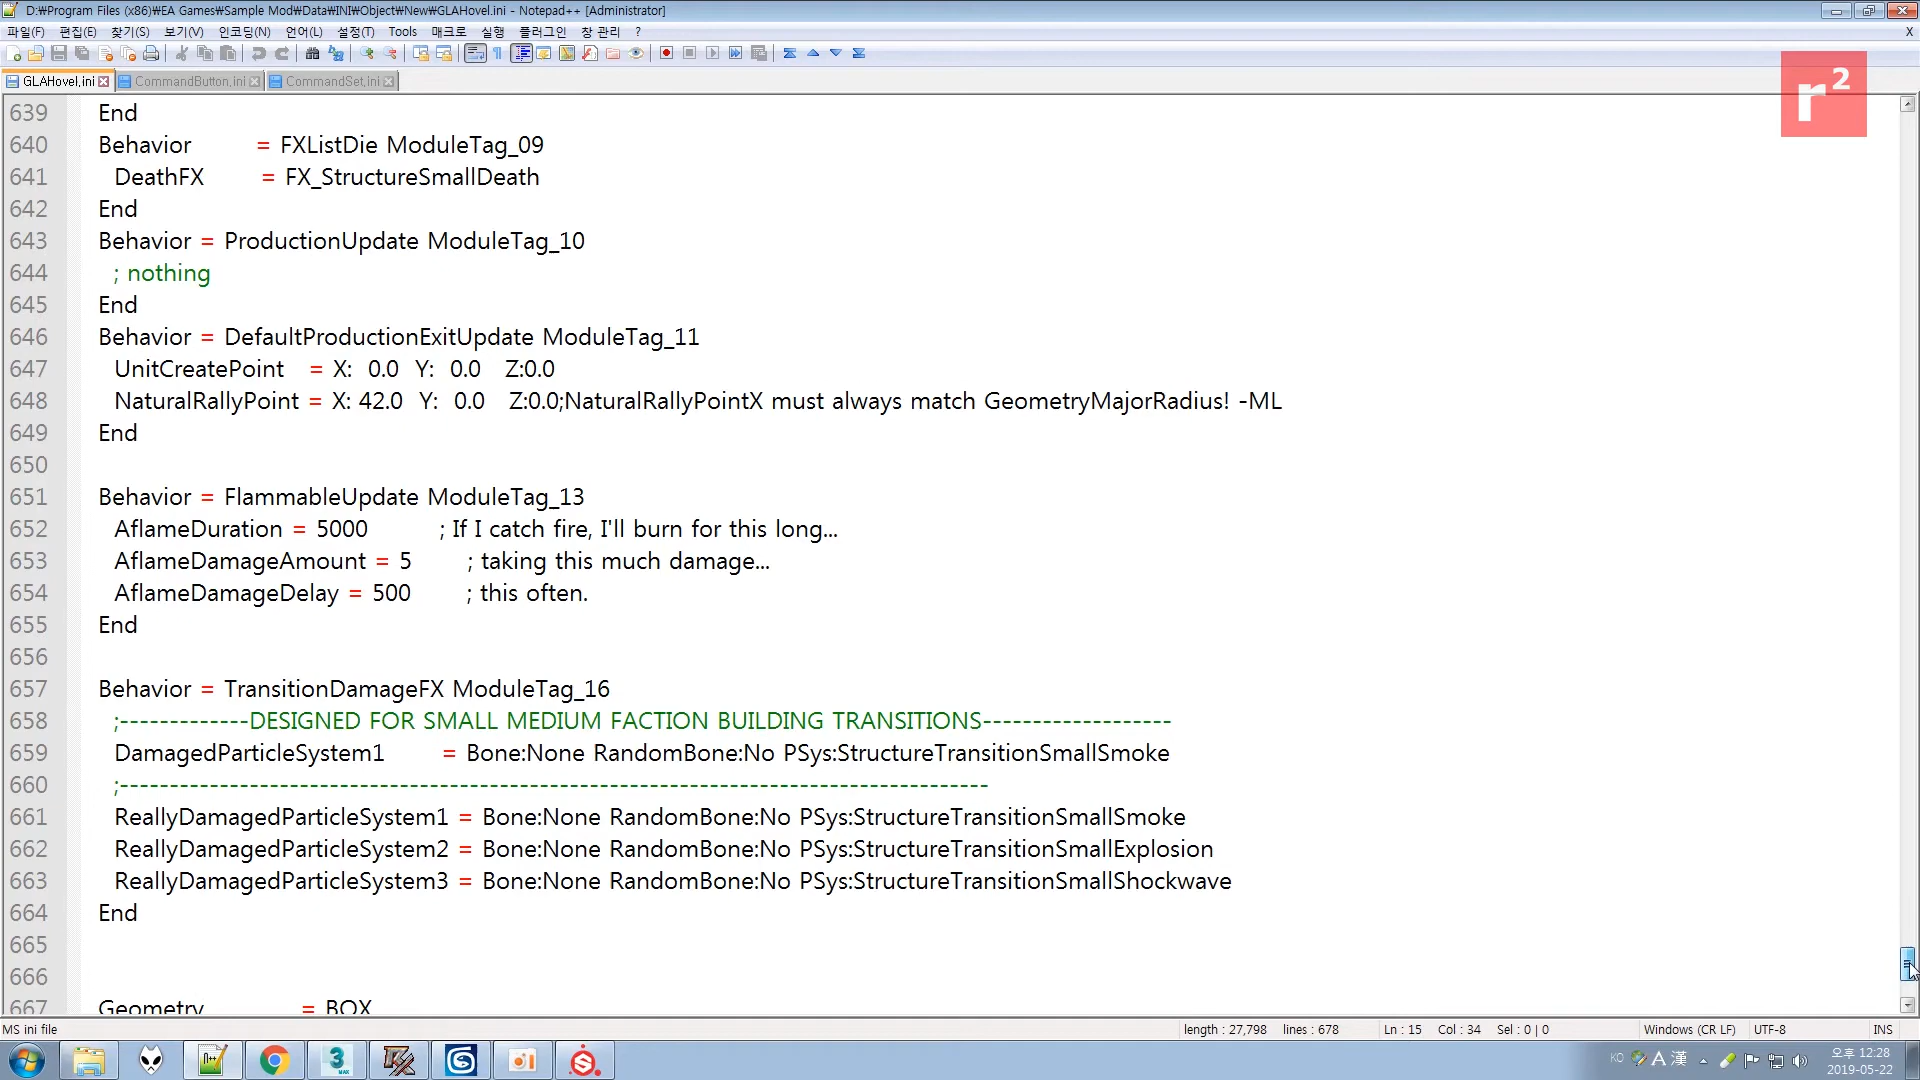 D:₩Program Files (x86)₩EA Games₩Sample Mod₩Data₩INI₩Object₩New₩GLAHovel.ini - Notepad++ [Administrator]
파일(F) 편집(E) 찾기(S) 보기(V) 인코딩(N) 언어(L) 설정(T) Tools 매크로 실행 플러그인 창 관리 ? X
GLAHovel.ini CommandButton.ini CommandSet.ini
r²
639 End
640 Behavior = FXListDie ModuleTag_09
641 DeathFX = FX_StructureSmallDeath
642 End
643 Behavior = ProductionUpdate ModuleTag_10
644 ; nothing
645 End
646 Behavior = DefaultProductionExitUpdate ModuleTag_11
647 UnitCreatePoint = X: 0.0 Y: 0.0 Z:0.0
648 NaturalRallyPoint = X: 42.0 Y: 0.0 Z:0.0;NaturalRallyPointX must always match GeometryMajorRadius! -ML
649 End
650
651 Behavior = FlammableUpdate ModuleTag_13
652 AflameDuration = 5000 ; If I catch fire, I'll burn for this long...
653 AflameDamageAmount = 5 ; taking this much damage...
654 AflameDamageDelay = 500 ; this often.
655 End
656
657 Behavior = TransitionDamageFX ModuleTag_16
658 ;-------------DESIGNED FOR SMALL MEDIUM FACTION BUILDING TRANSITIONS-------------------
659 DamagedParticleSystem1 = Bone:None RandomBone:No PSys:StructureTransitionSmallSmoke
660 ;---------------------------------------------------------------------------------------
661 ReallyDamagedParticleSystem1 = Bone:None RandomBone:No PSys:StructureTransitionSmallSmoke
662 ReallyDamagedParticleSystem2 = Bone:None RandomBone:No PSys:StructureTransitionSmallExplosion
663 ReallyDamagedParticleSystem3 = Bone:None RandomBone:No PSys:StructureTransitionSmallShockwave
664 End
665
666
667 Geometry = BOX
MS ini file length : 27,798 lines : 678 Ln : 15 Col : 34 Sel : 0 | 0 Windows (CR LF) UTF-8 INS
KO A 漢 오후 12:28
2019-05-22